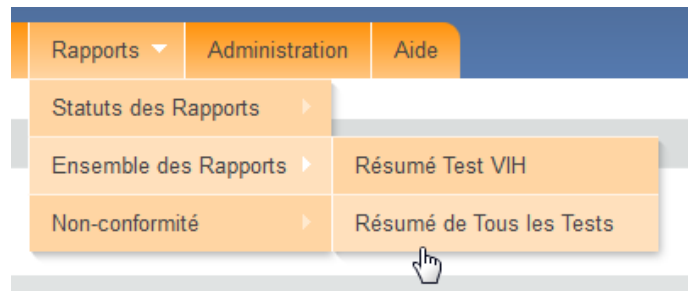 Rapports Administration Aide
Statuts des Rapports
Ensemble des Rapports Résumé Test VIH
Non-conformité Résumé de Tous les Tests